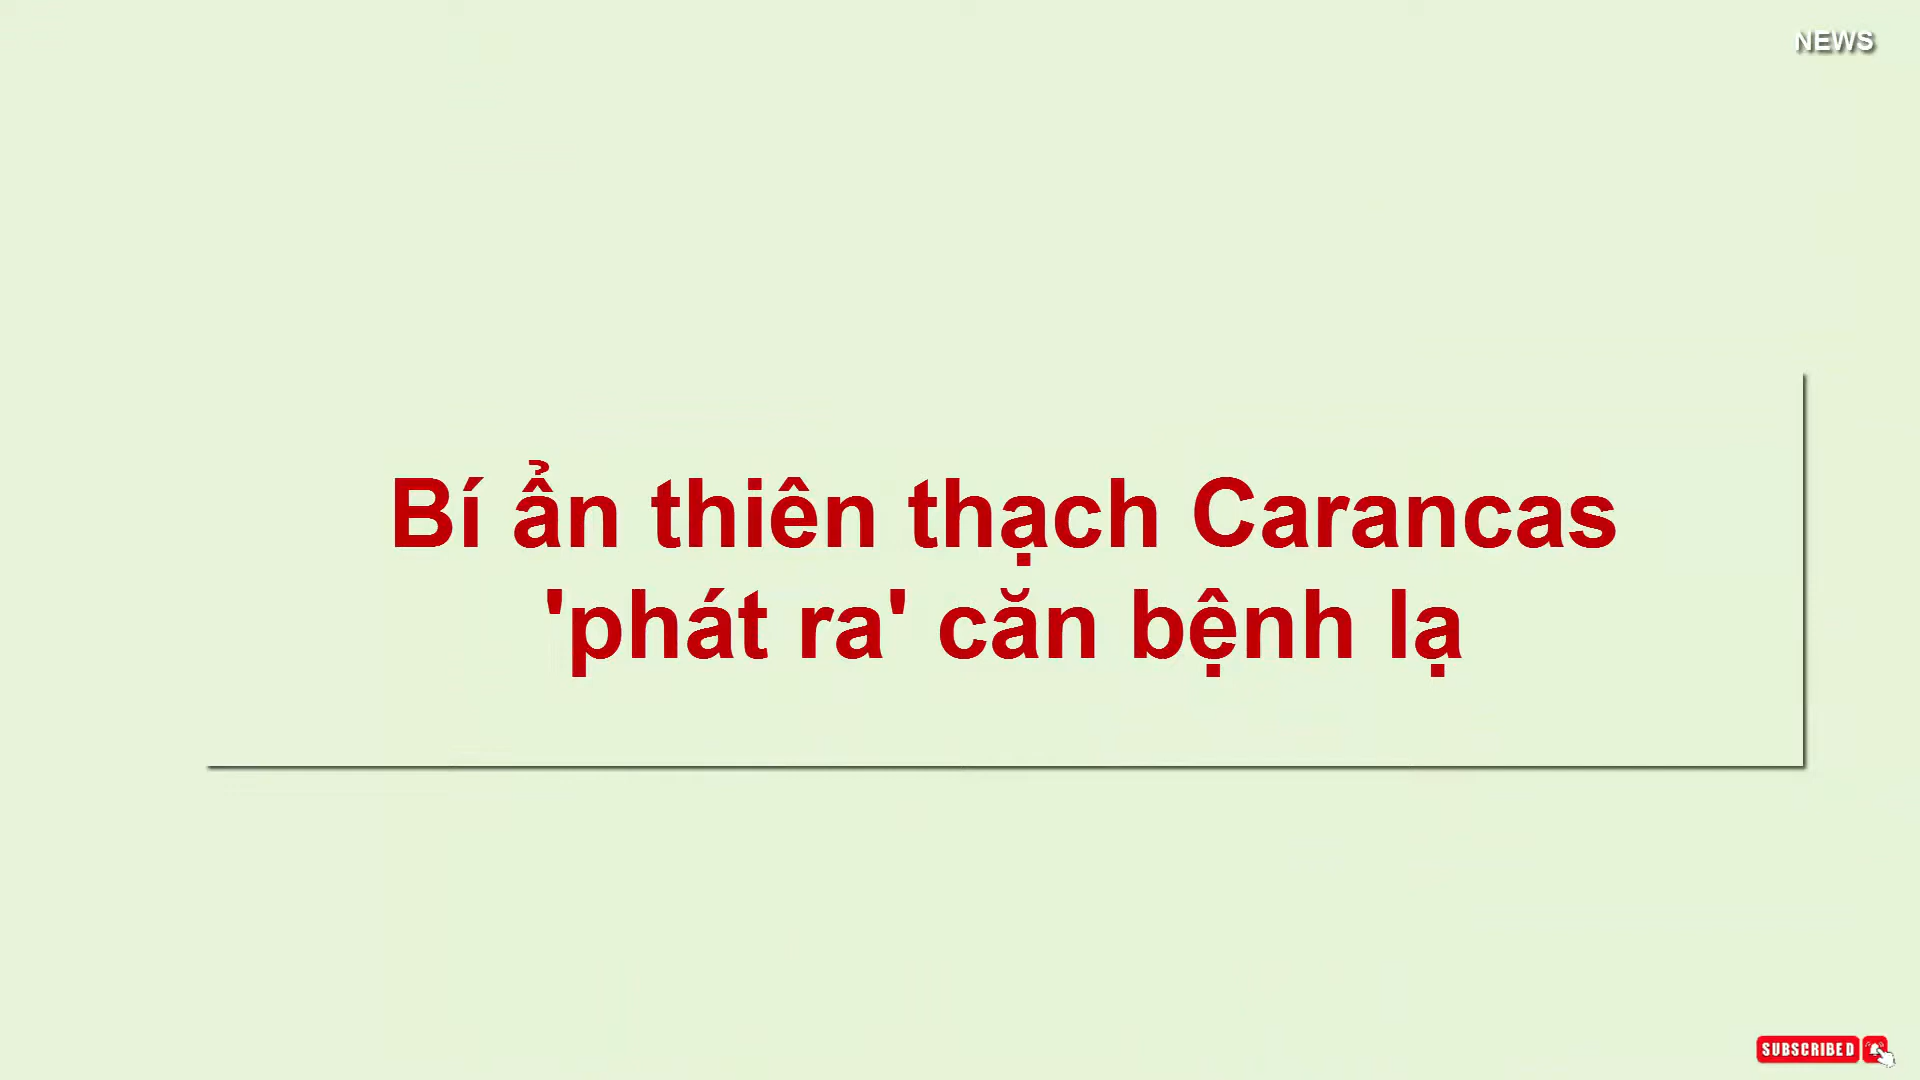 NEWS
Bí ẩn thiên thạch Carancas
'phát ra' căn bệnh lạ
SUBSCRIBED